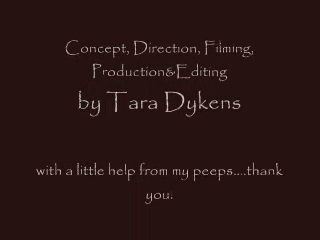 Concept, Direction, Filming,
Production&Editing
by Tara Dykens
with a little help from my peeps....thank
you.